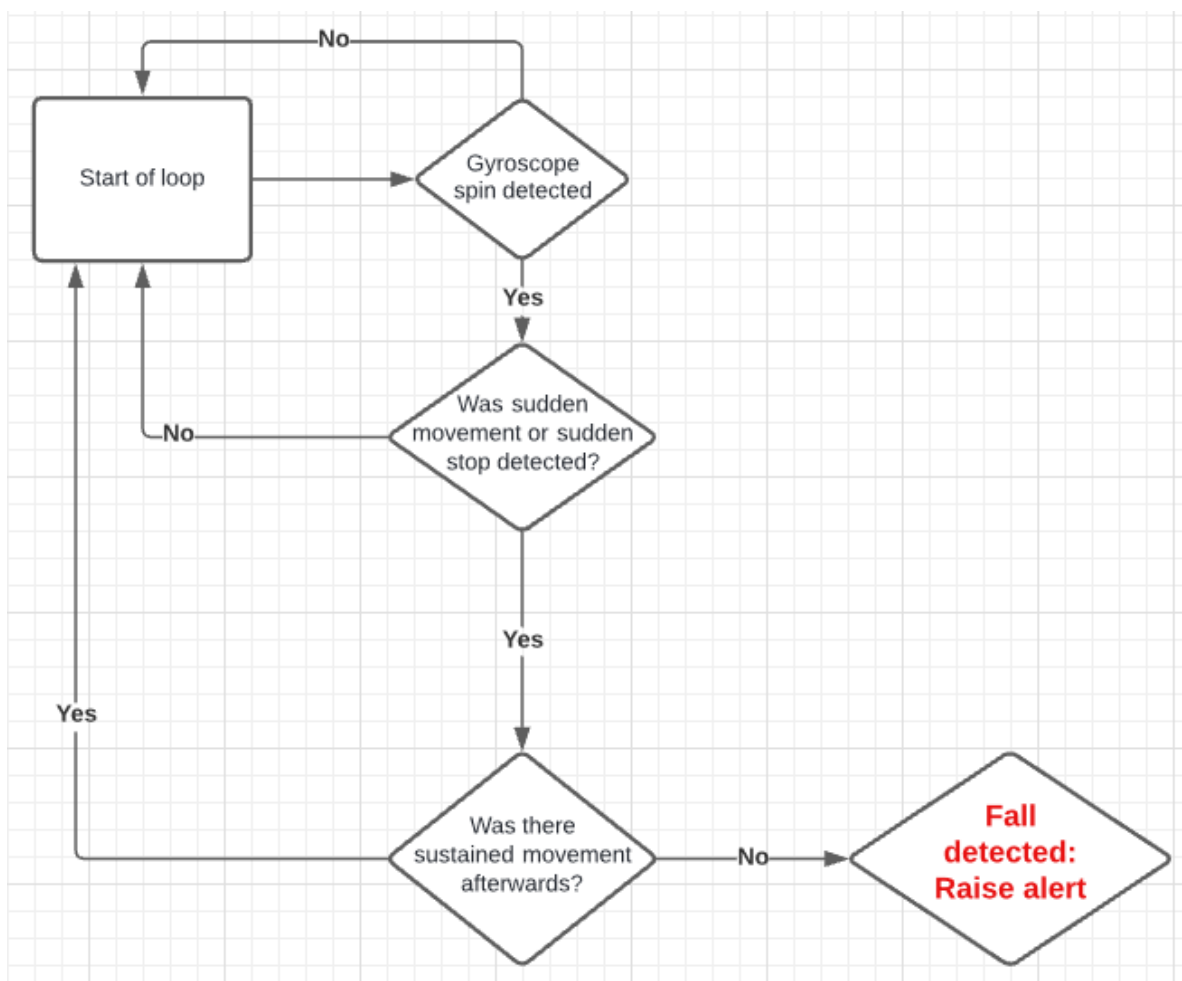 No
Start of loop
Gyroscope
spin detected
Yes
Was sudden
movement or sudden
stop detected?
No
Yes
Yes
Was there
sustained movement
afterwards?
No
Fall
detected:
Raise alert